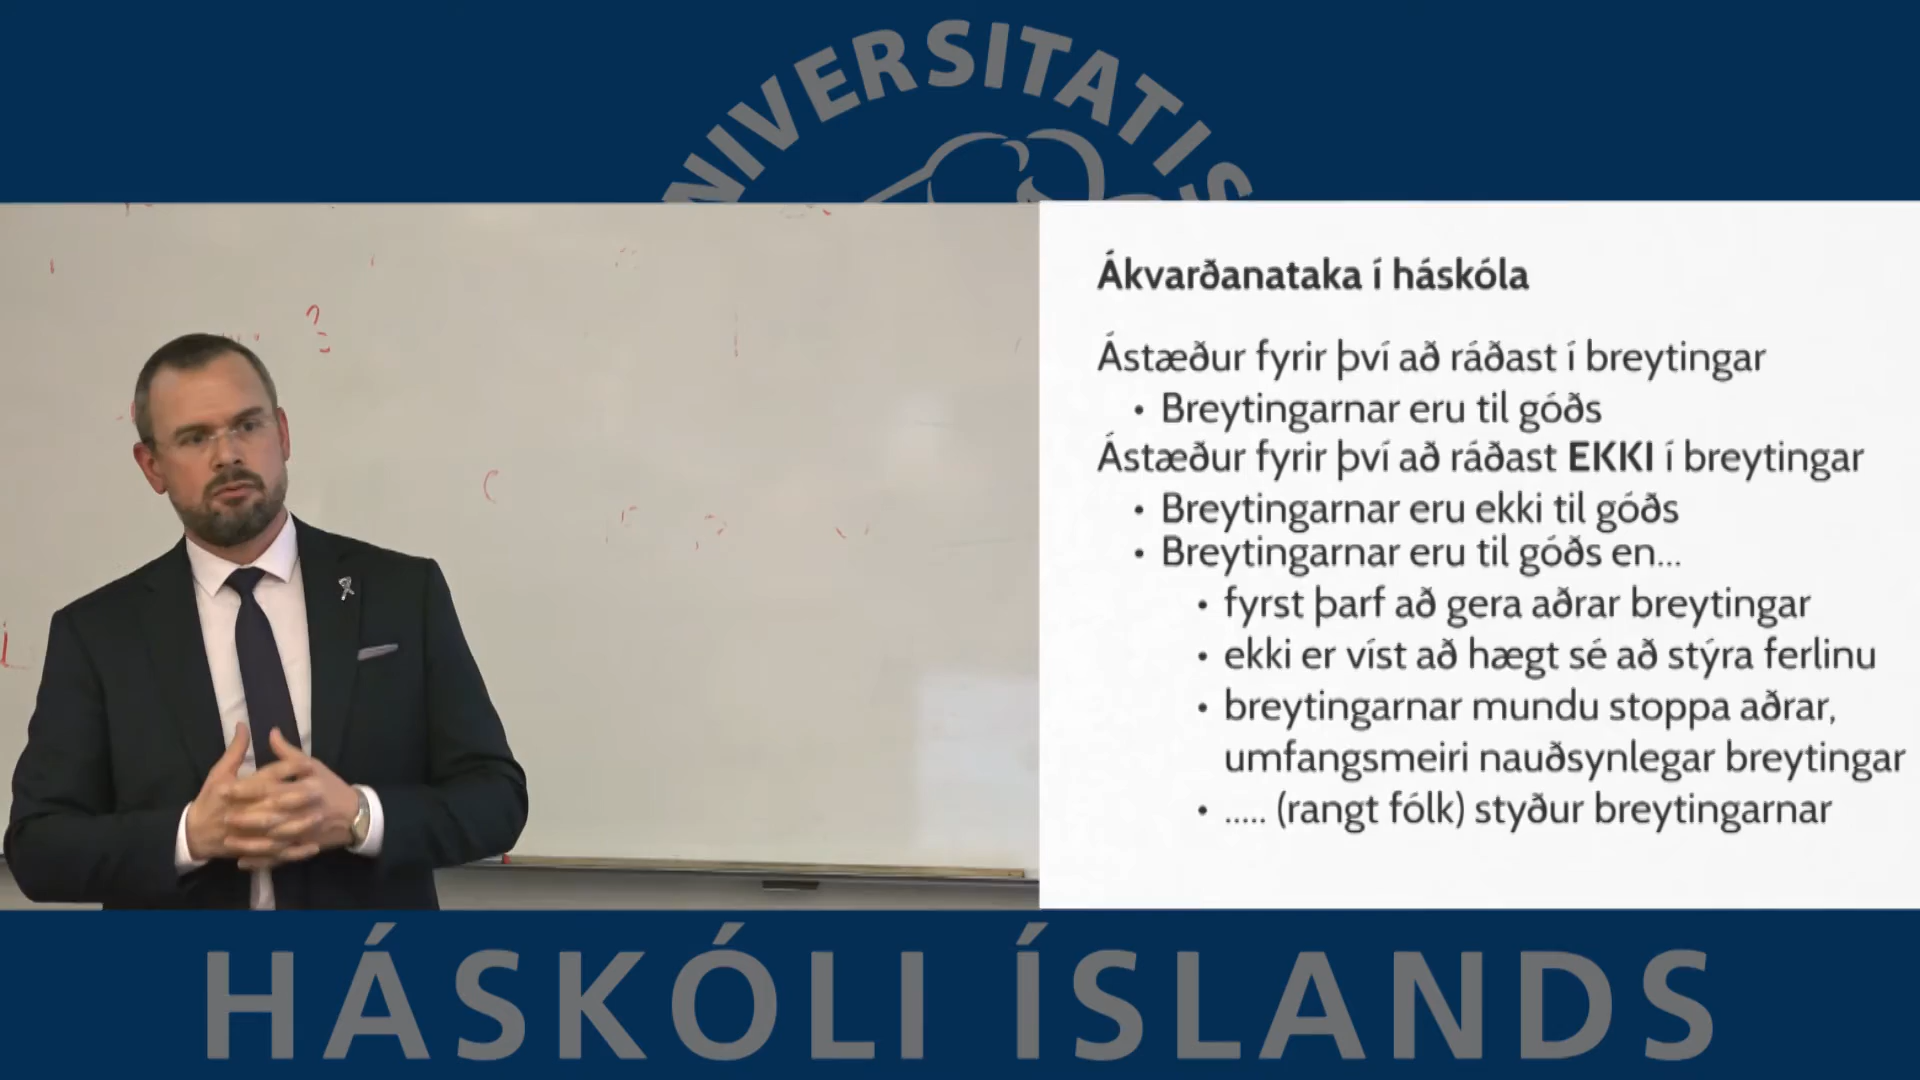 NIVERSITATIS
Ákvarðanataka í háskóla
Ástæður fyrir því að ráðast í breytingar
• Breytingarnar eru til góðs
Ástæður fyrir því að ráðast EKKI í breytingar
• Breytingarnar eru ekki til góðs
• Breytingarnar eru til góðs en...
• fyrst þarf að gera aðrar breytingar
• ekki er víst að hægt sé að stýra ferlinu
• breytingarnar mundu stoppa aðrar,
umfangsmeiri nauðsynlegar breytingar
• ..... (rangt fólk) styður breytingarnar
HÁSKÓLI ÍSLANDS